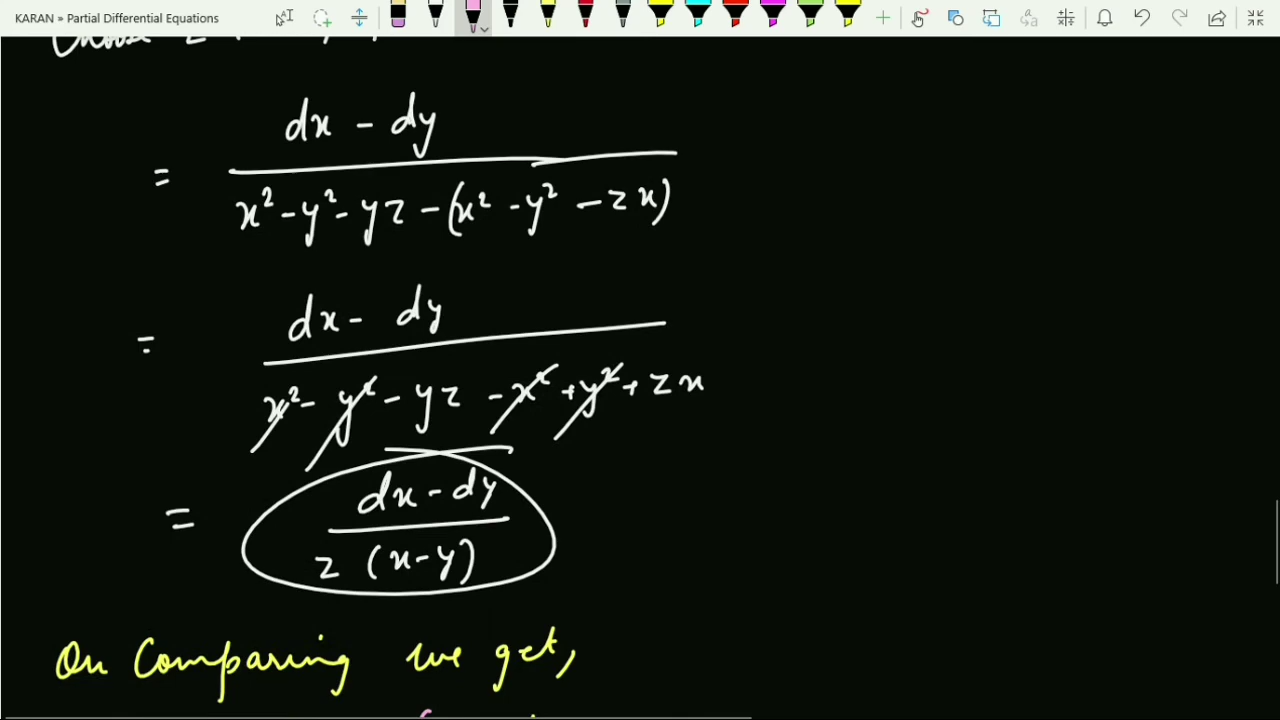 KARAN » Partial Differential Equations
Choose
dx - dy
= x² - y² - yz - (x² - y² - zx)
dx - dy
= x² - y² - yz - x² + y² + zx
dx - dy
= z (x - y)
On Comparing we get,